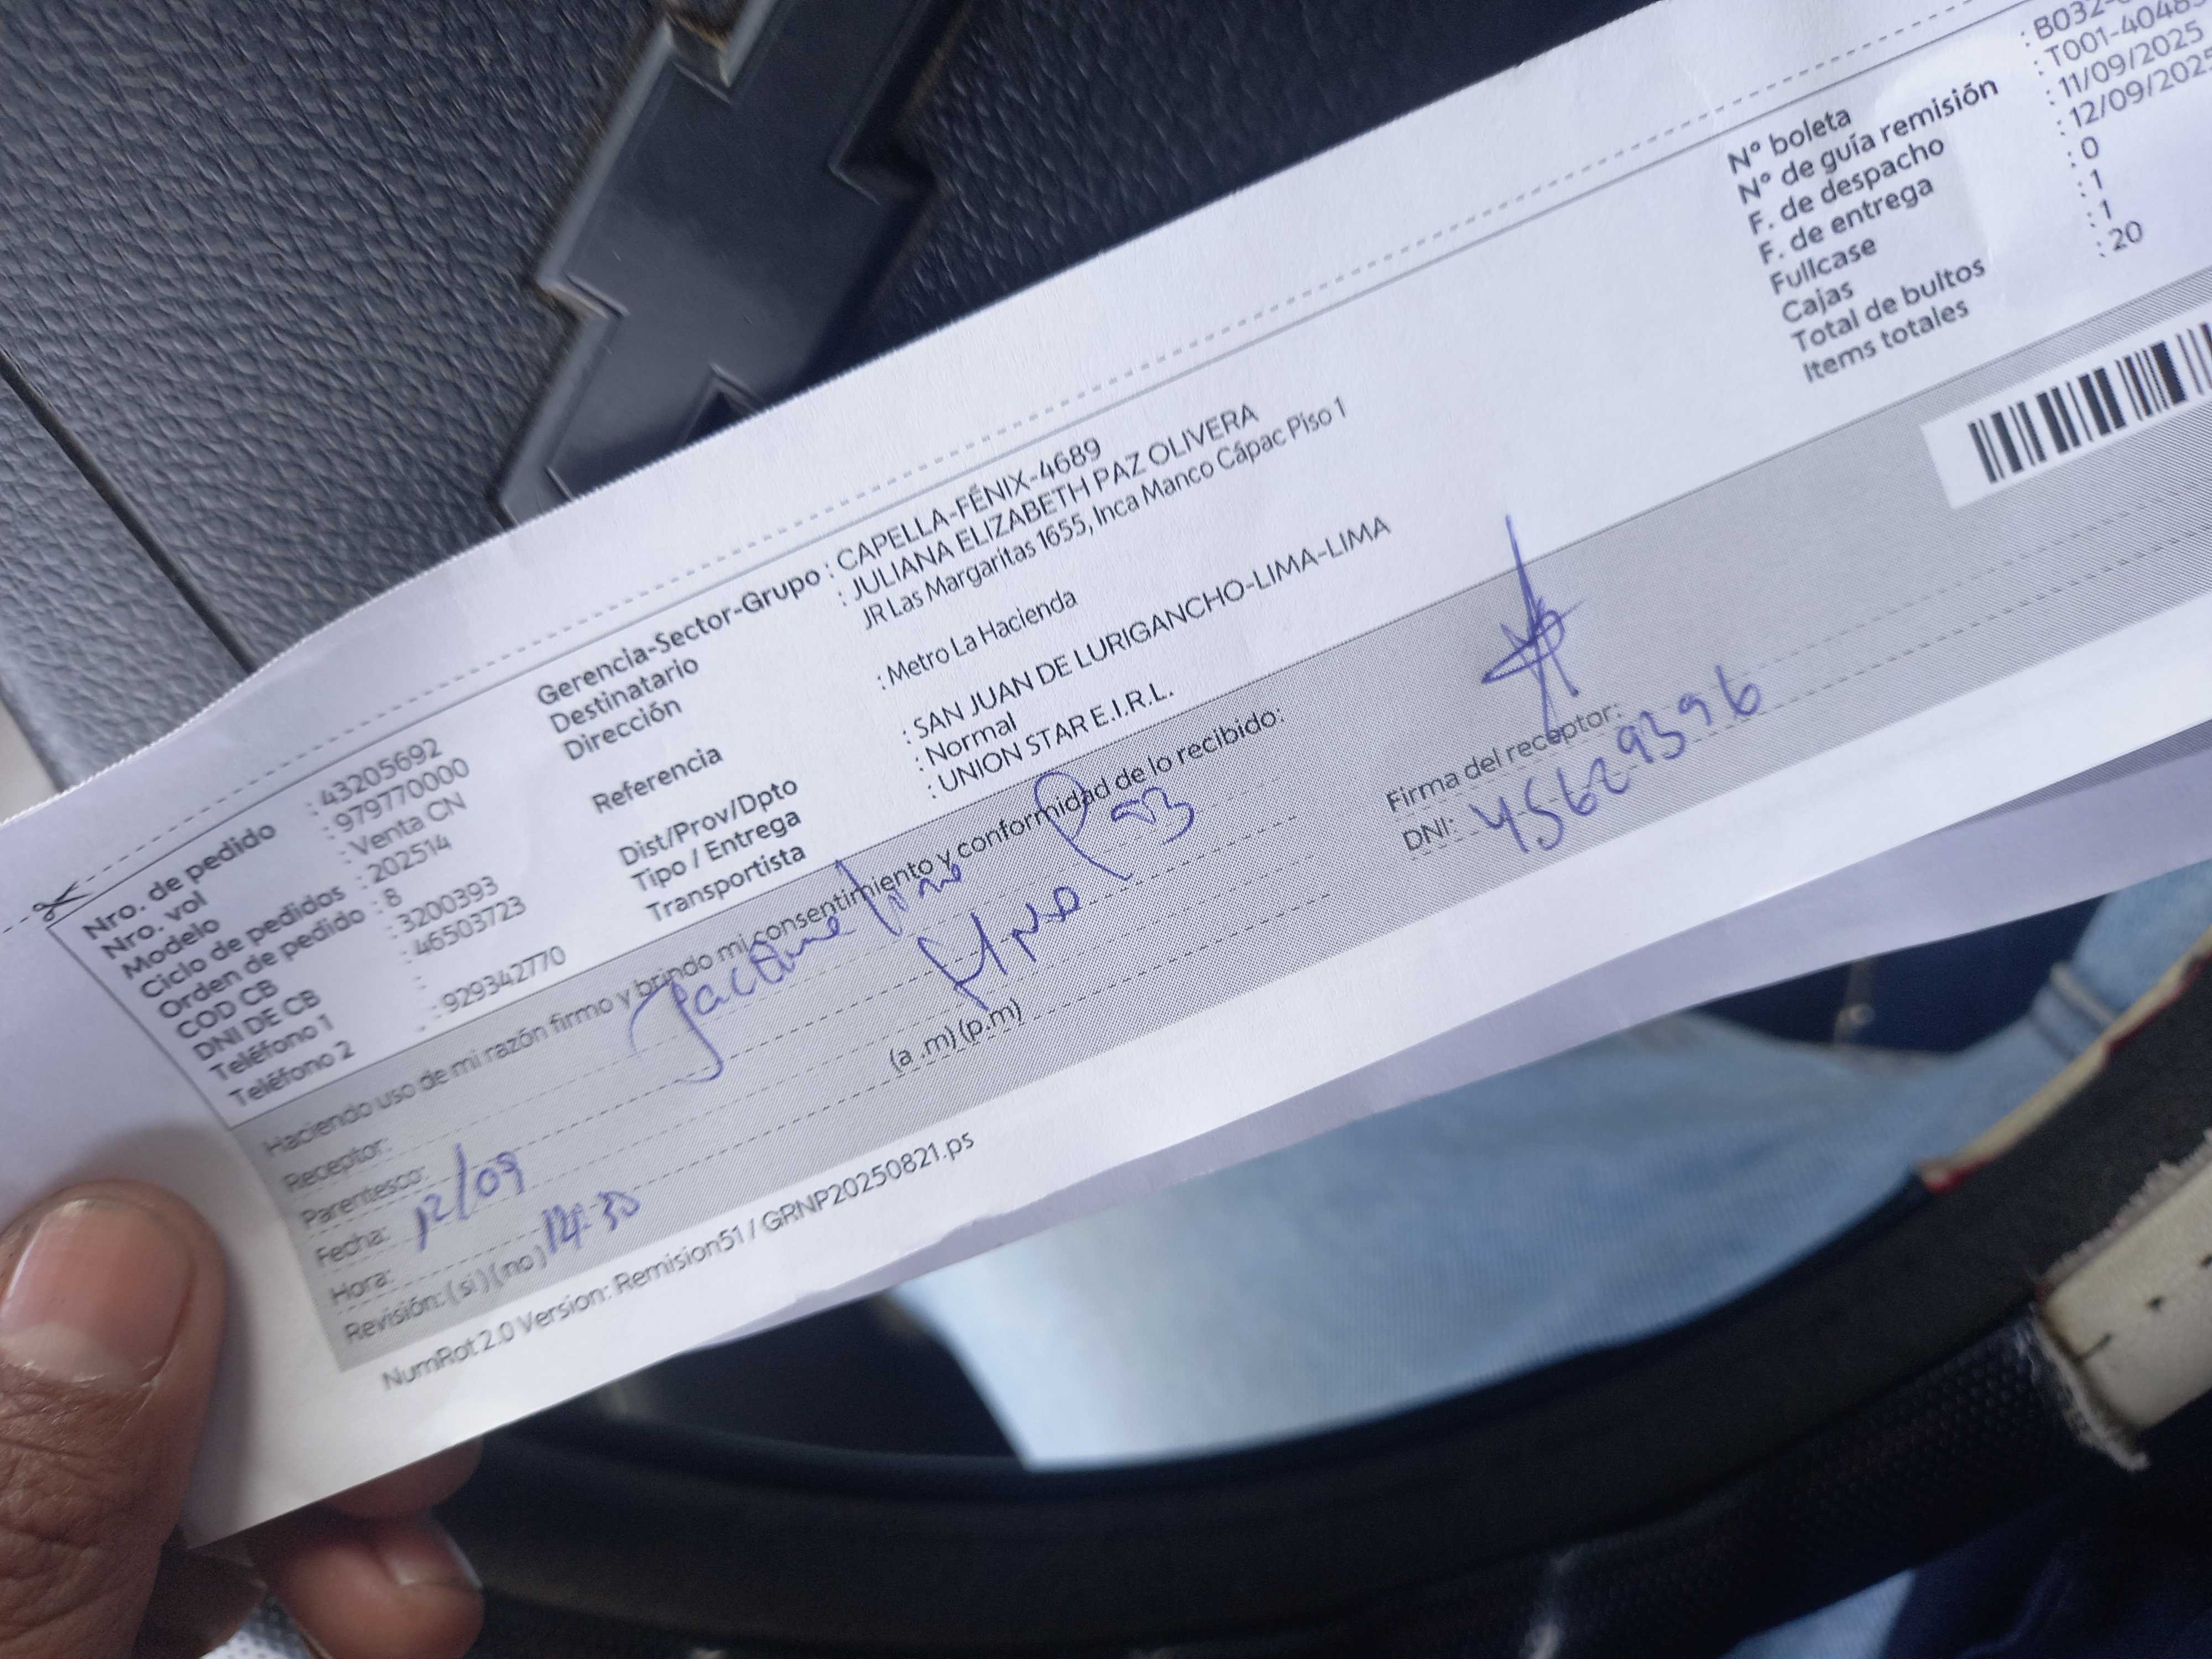 Nro. de pedido : 43205692
Nro. vol : 979770000
Modelo : Venta CN
Ciclo de pedidos : 202514
Orden de pedido : 8
COD CB : 3200393
DNI DE CB : 46503723
Teléfono 1 :
Teléfono 2 : 929342770
Gerencia-Sector-Grupo : CAPELLA-FÉNIX-4689
Destinatario : JULIANA ELIZABETH PAZ OLIVERA
Dirección JR Las Margaritas 1655, Inca Manco Cápac Piso 1
Referencia : Metro La Hacienda
Dist/Prov/Dpto : SAN JUAN DE LURIGANCHO-LIMA-LIMA
Tipo / Entrega : Normal
Transportista : UNION STAR E.I.R.L.
N° boleta : B032-
N° de guía remisión : T001-40485
F. de despacho : 11/09/2025
F. de entrega : 12/09/2025
Fullcase : 0
Cajas : 1
Total de bultos : 1
Items totales : 20
Haciendo uso de mi razón firmo y brindo mi consentimiento y conformidad de lo recibido:
Receptor:
Parentesco:
Fecha: 12/09
Hora: 14:30
(a .m) (p.m)
Revisión: ( si ) ( no )
Firma del receptor:
DNI: 45629396
NumRot 2.0 Version: Remision51 / GRNP20250821.ps